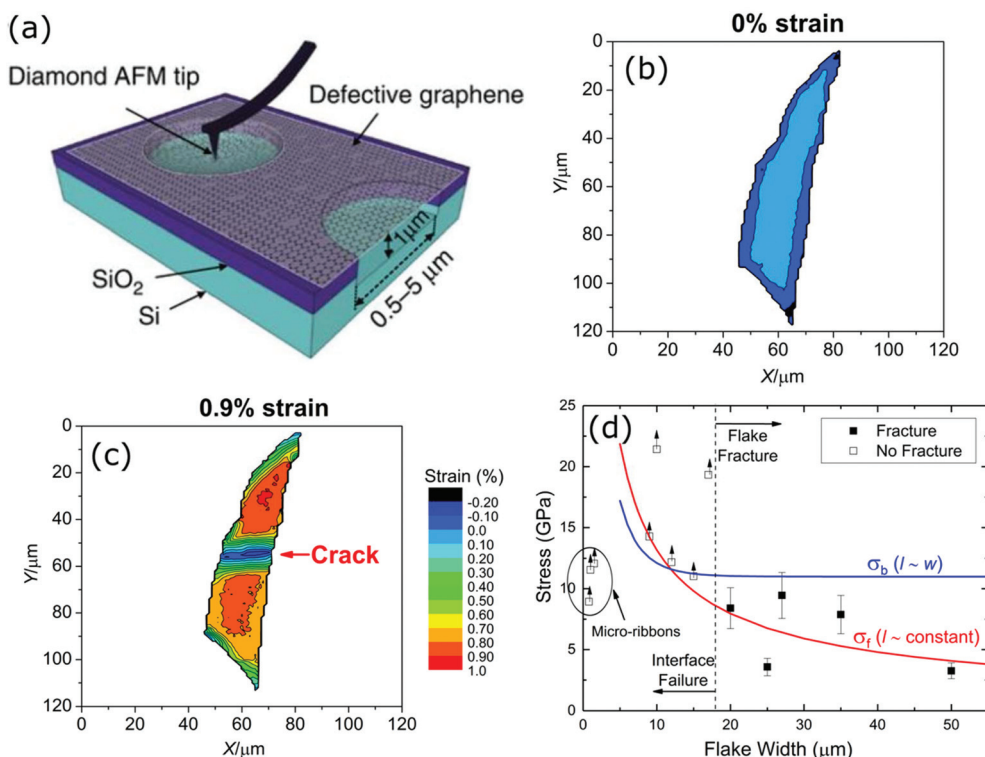 (a)
Diamond AFM tip
Defective graphene
1μm
0.5–5 μm
SiO2
Si
0% strain
(b)
0
20
40
60
80
100
120
Y/μm
0 20 40 60 80 100 120
X/μm
0.9% strain
(c)
0
20
40
60
80
100
120
Y/μm
0 20 40 60 80 100 120
X/μm
Crack
Strain (%)
-0.20
-0.10
0.0
0.10
0.20
0.30
0.40
0.50
0.60
0.70
0.80
0.90
1.0
(d)
25
20
15
10
5
0
Stress (GPa)
Flake
Fracture
Fracture
No Fracture
σb (l ~ w)
Micro-ribbons
σf (l ~ constant)
Interface
Failure
0 10 20 30 40 50
Flake Width (μm)